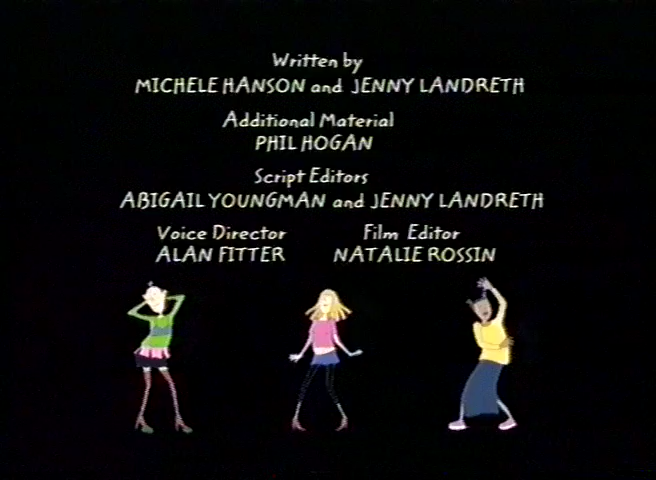 Written by
MICHELE HANSON and JENNY LANDRETH
Additional Material
PHIL HOGAN
Script Editors
ABIGAIL YOUNGMAN and JENNY LANDRETH
Voice Director Film Editor
ALAN FITTER NATALIE ROSSIN